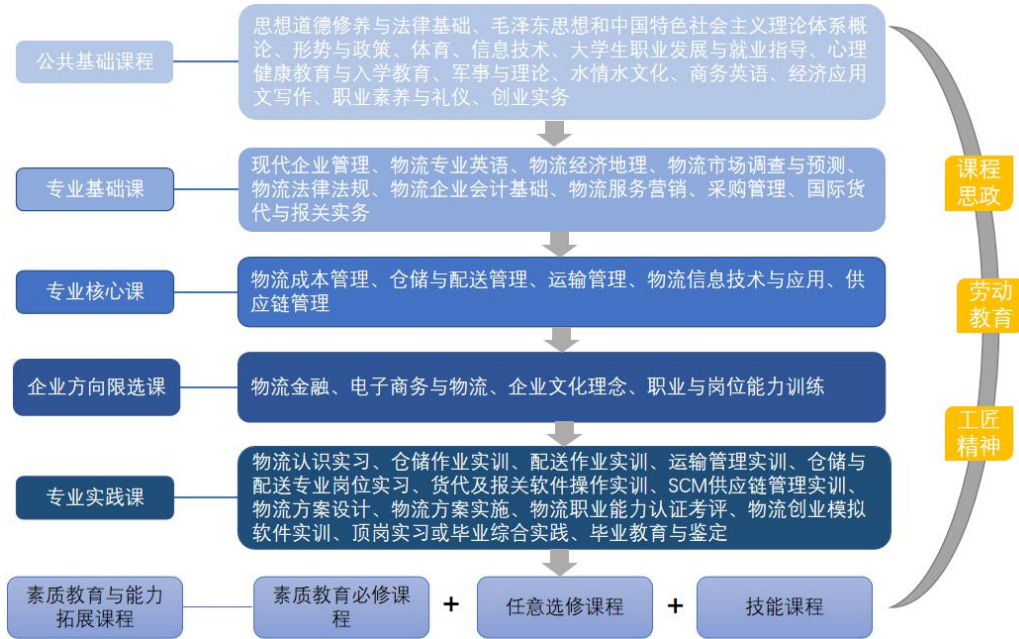 公共基础课程
思想道德修养与法律基础、毛泽东思想和中国特色社会主义理论体系概
论、形势与政策、体育、信息技术、大学生职业发展与就业指导、心理
健康教育与入学教育、军事与理论、水情水文化、商务英语、经济应用
文写作、职业素养与礼仪、创业实务
专业基础课
现代企业管理、物流专业英语、物流经济地理、物流市场调查与预测、
物流法律法规、物流企业会计基础、物流服务营销、采购管理、国际货
代与报关实务
课程
思政
专业核心课
物流成本管理、仓储与配送管理、运输管理、物流信息技术与应用、供
应链管理
劳动
教育
企业方向限选课
物流金融、电子商务与物流、企业文化理念、职业与岗位能力训练
工匠
精神
专业实践课
物流认识实习、仓储作业实训、配送作业实训、运输管理实训、仓储与
配送专业岗位实习、货代及报关软件操作实训、SCM供应链管理实训、
物流方案设计、物流方案实施、物流职业能力认证考评、物流创业模拟
软件实训、顶岗实习或毕业综合实践、毕业教育与鉴定
素质教育与能力
拓展课程
素质教育必修课
程
+
任意选修课程
+
技能课程